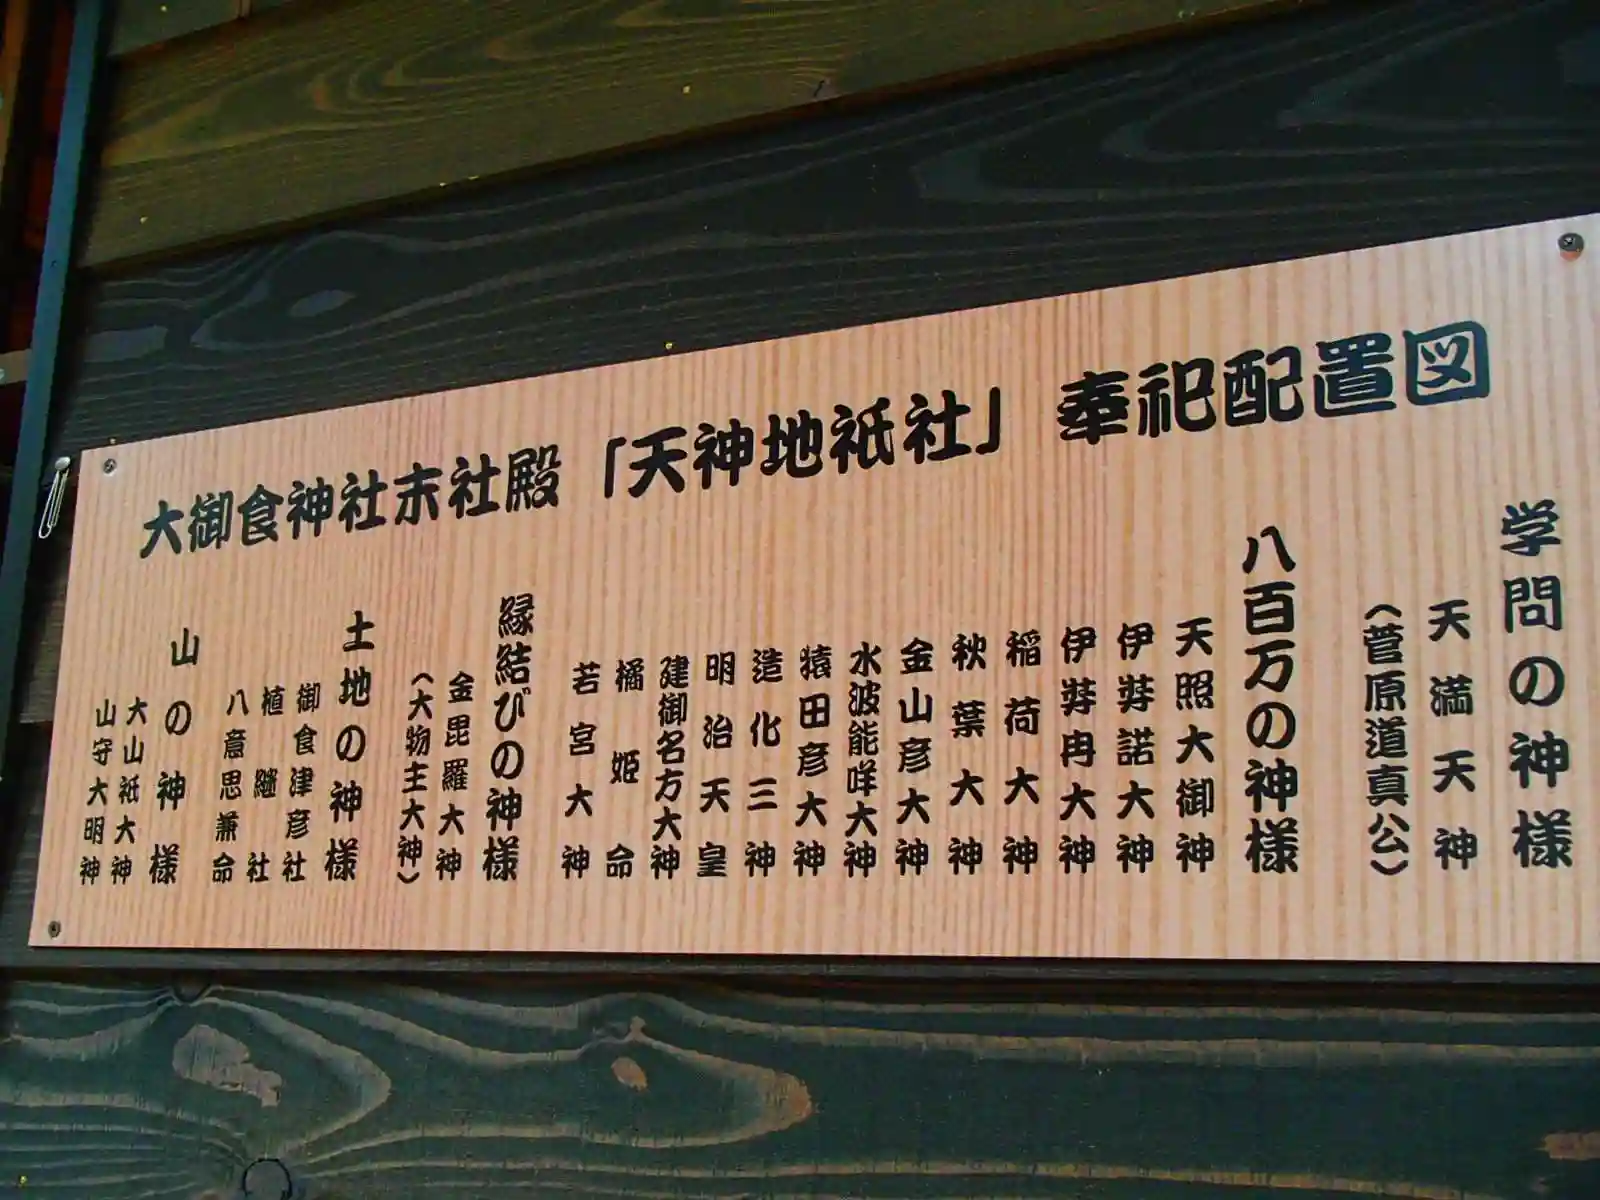 大御食神社末社殿「天神地祇社」奉祀配置図
学問の神様
天満天神
(菅原道真公)
八百万の神様
天照大御神
伊弉諾大神
伊弉冉大神
稲荷大神
秋葉大神
金山彦大神
水波能咩大神
猿田彦大神
造化三神
明治天皇
建御名方大神
橘姫命
若宮大神
縁結びの神様
金毘羅大神
(大物主大神)
土地の神様
御食津彦社
植継社
八意思兼命
山の神様
大山祇大神
山守大明神